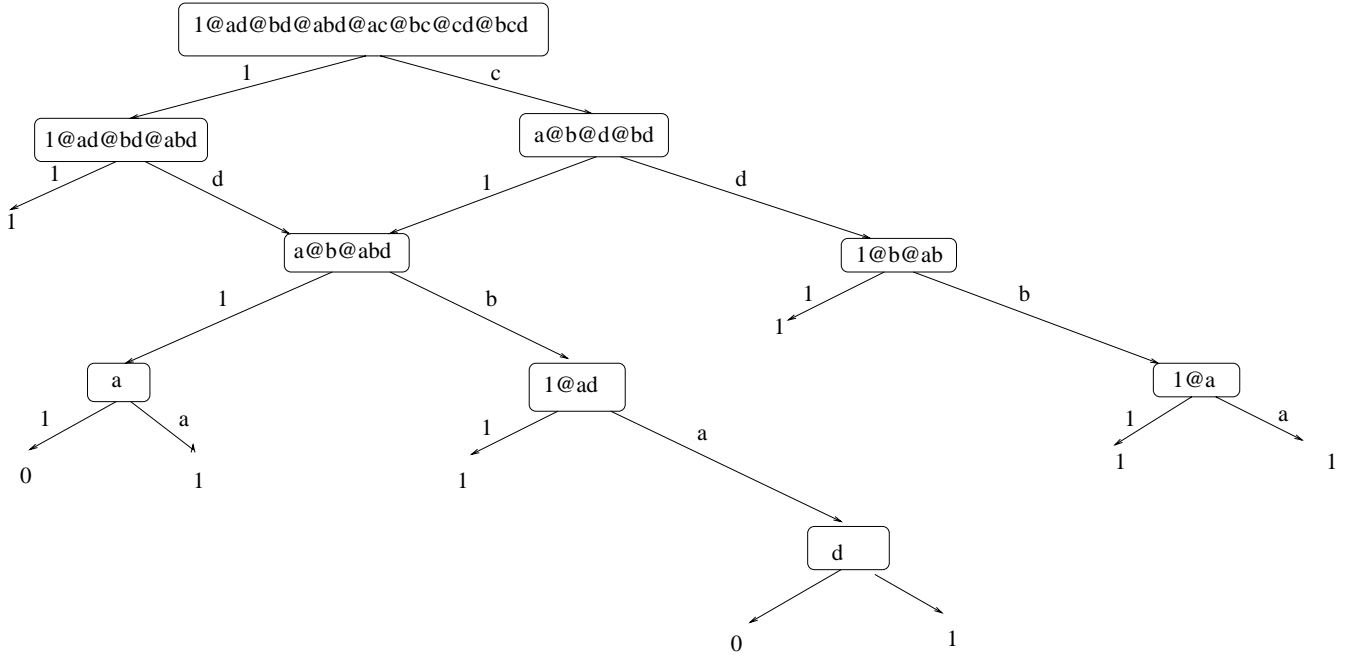 1@ad@bd@abd@ac@bc@cd@bcd
1 c
1@ad@bd@abd a@b@d@bd
1 d 1 d
1
a@b@abd 1@b@ab
1 b 1 b
1
a 1@ad 1@a
1 a 1 a 1 a
0 1 1 1 1
d
0 1